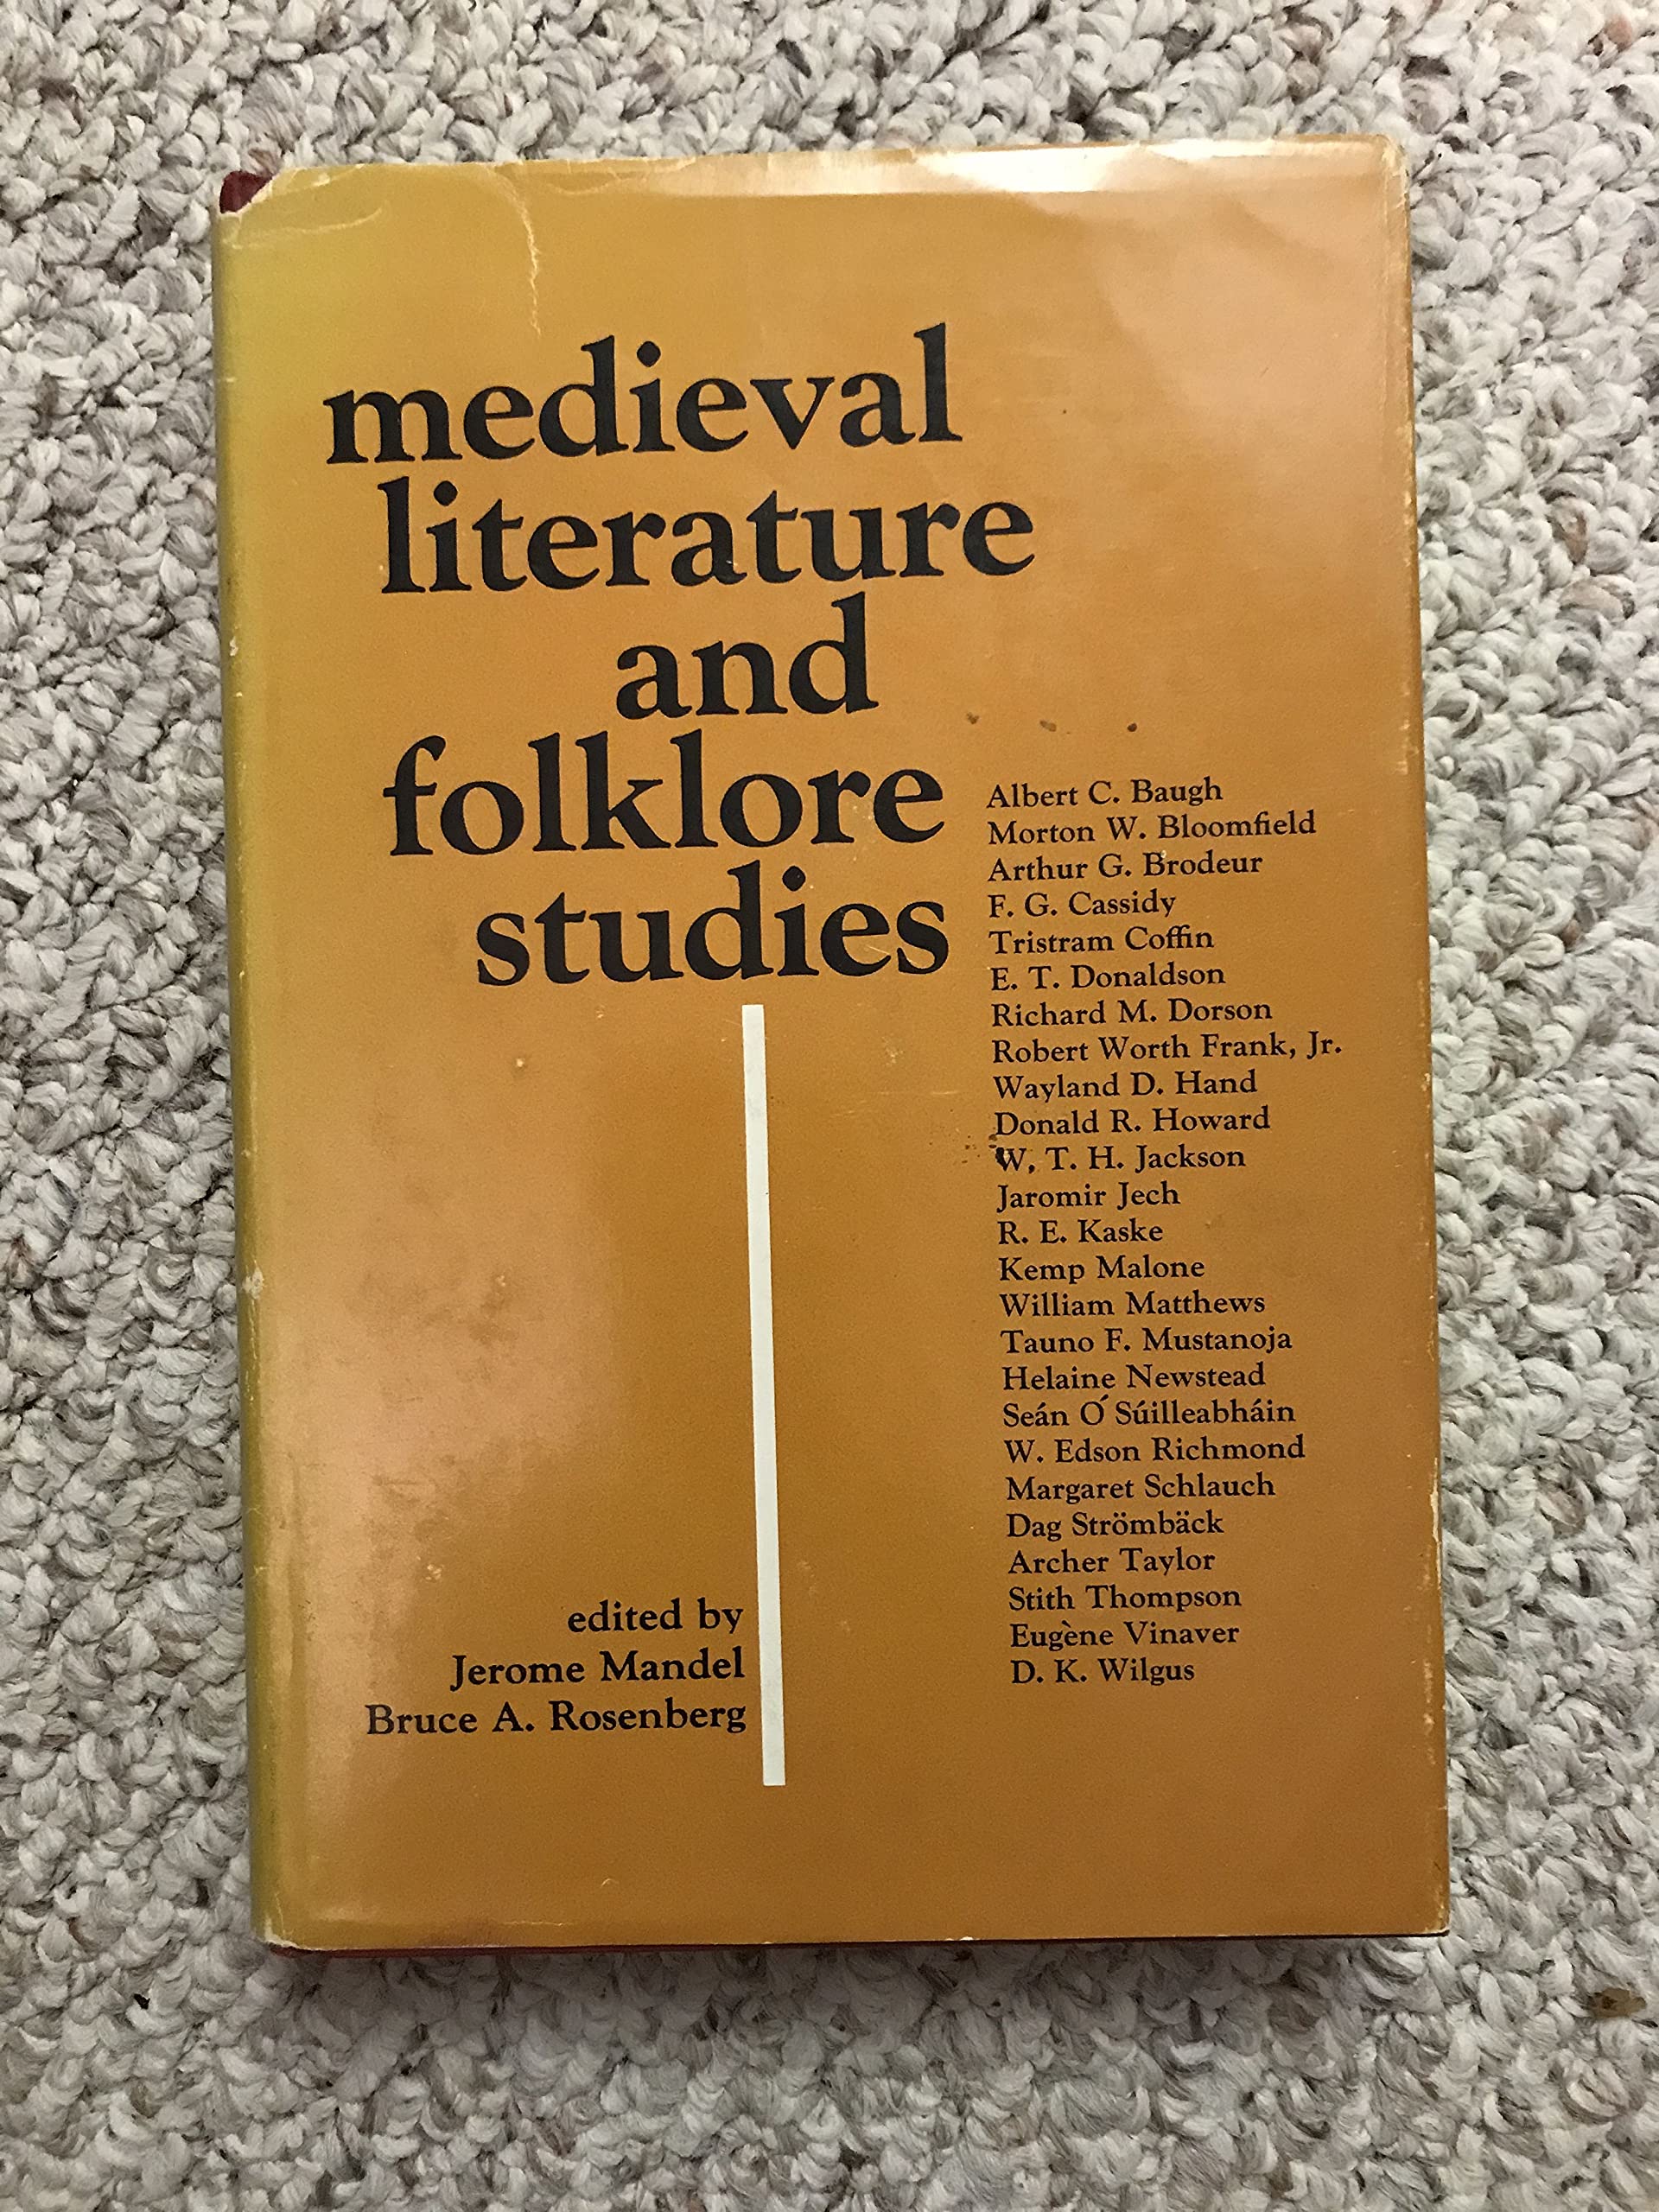 medieval
literature
and
folklore
studies
Albert C. Baugh
Morton W. Bloomfield
Arthur G. Brodeur
F. G. Cassidy
Tristram Coffin
E. T. Donaldson
Richard M. Dorson
Robert Worth Frank, Jr.
Wayland D. Hand
Donald R. Howard
W. T. H. Jackson
Jaromir Jech
R. E. Kaske
Kemp Malone
William Matthews
Tauno F. Mustanoja
Helaine Newstead
Seán Ó Súilleabháin
W. Edson Richmond
Margaret Schlauch
Dag Strömbäck
Archer Taylor
Stith Thompson
Eugène Vinaver
D. K. Wilgus
edited by
Jerome Mandel
Bruce A. Rosenberg